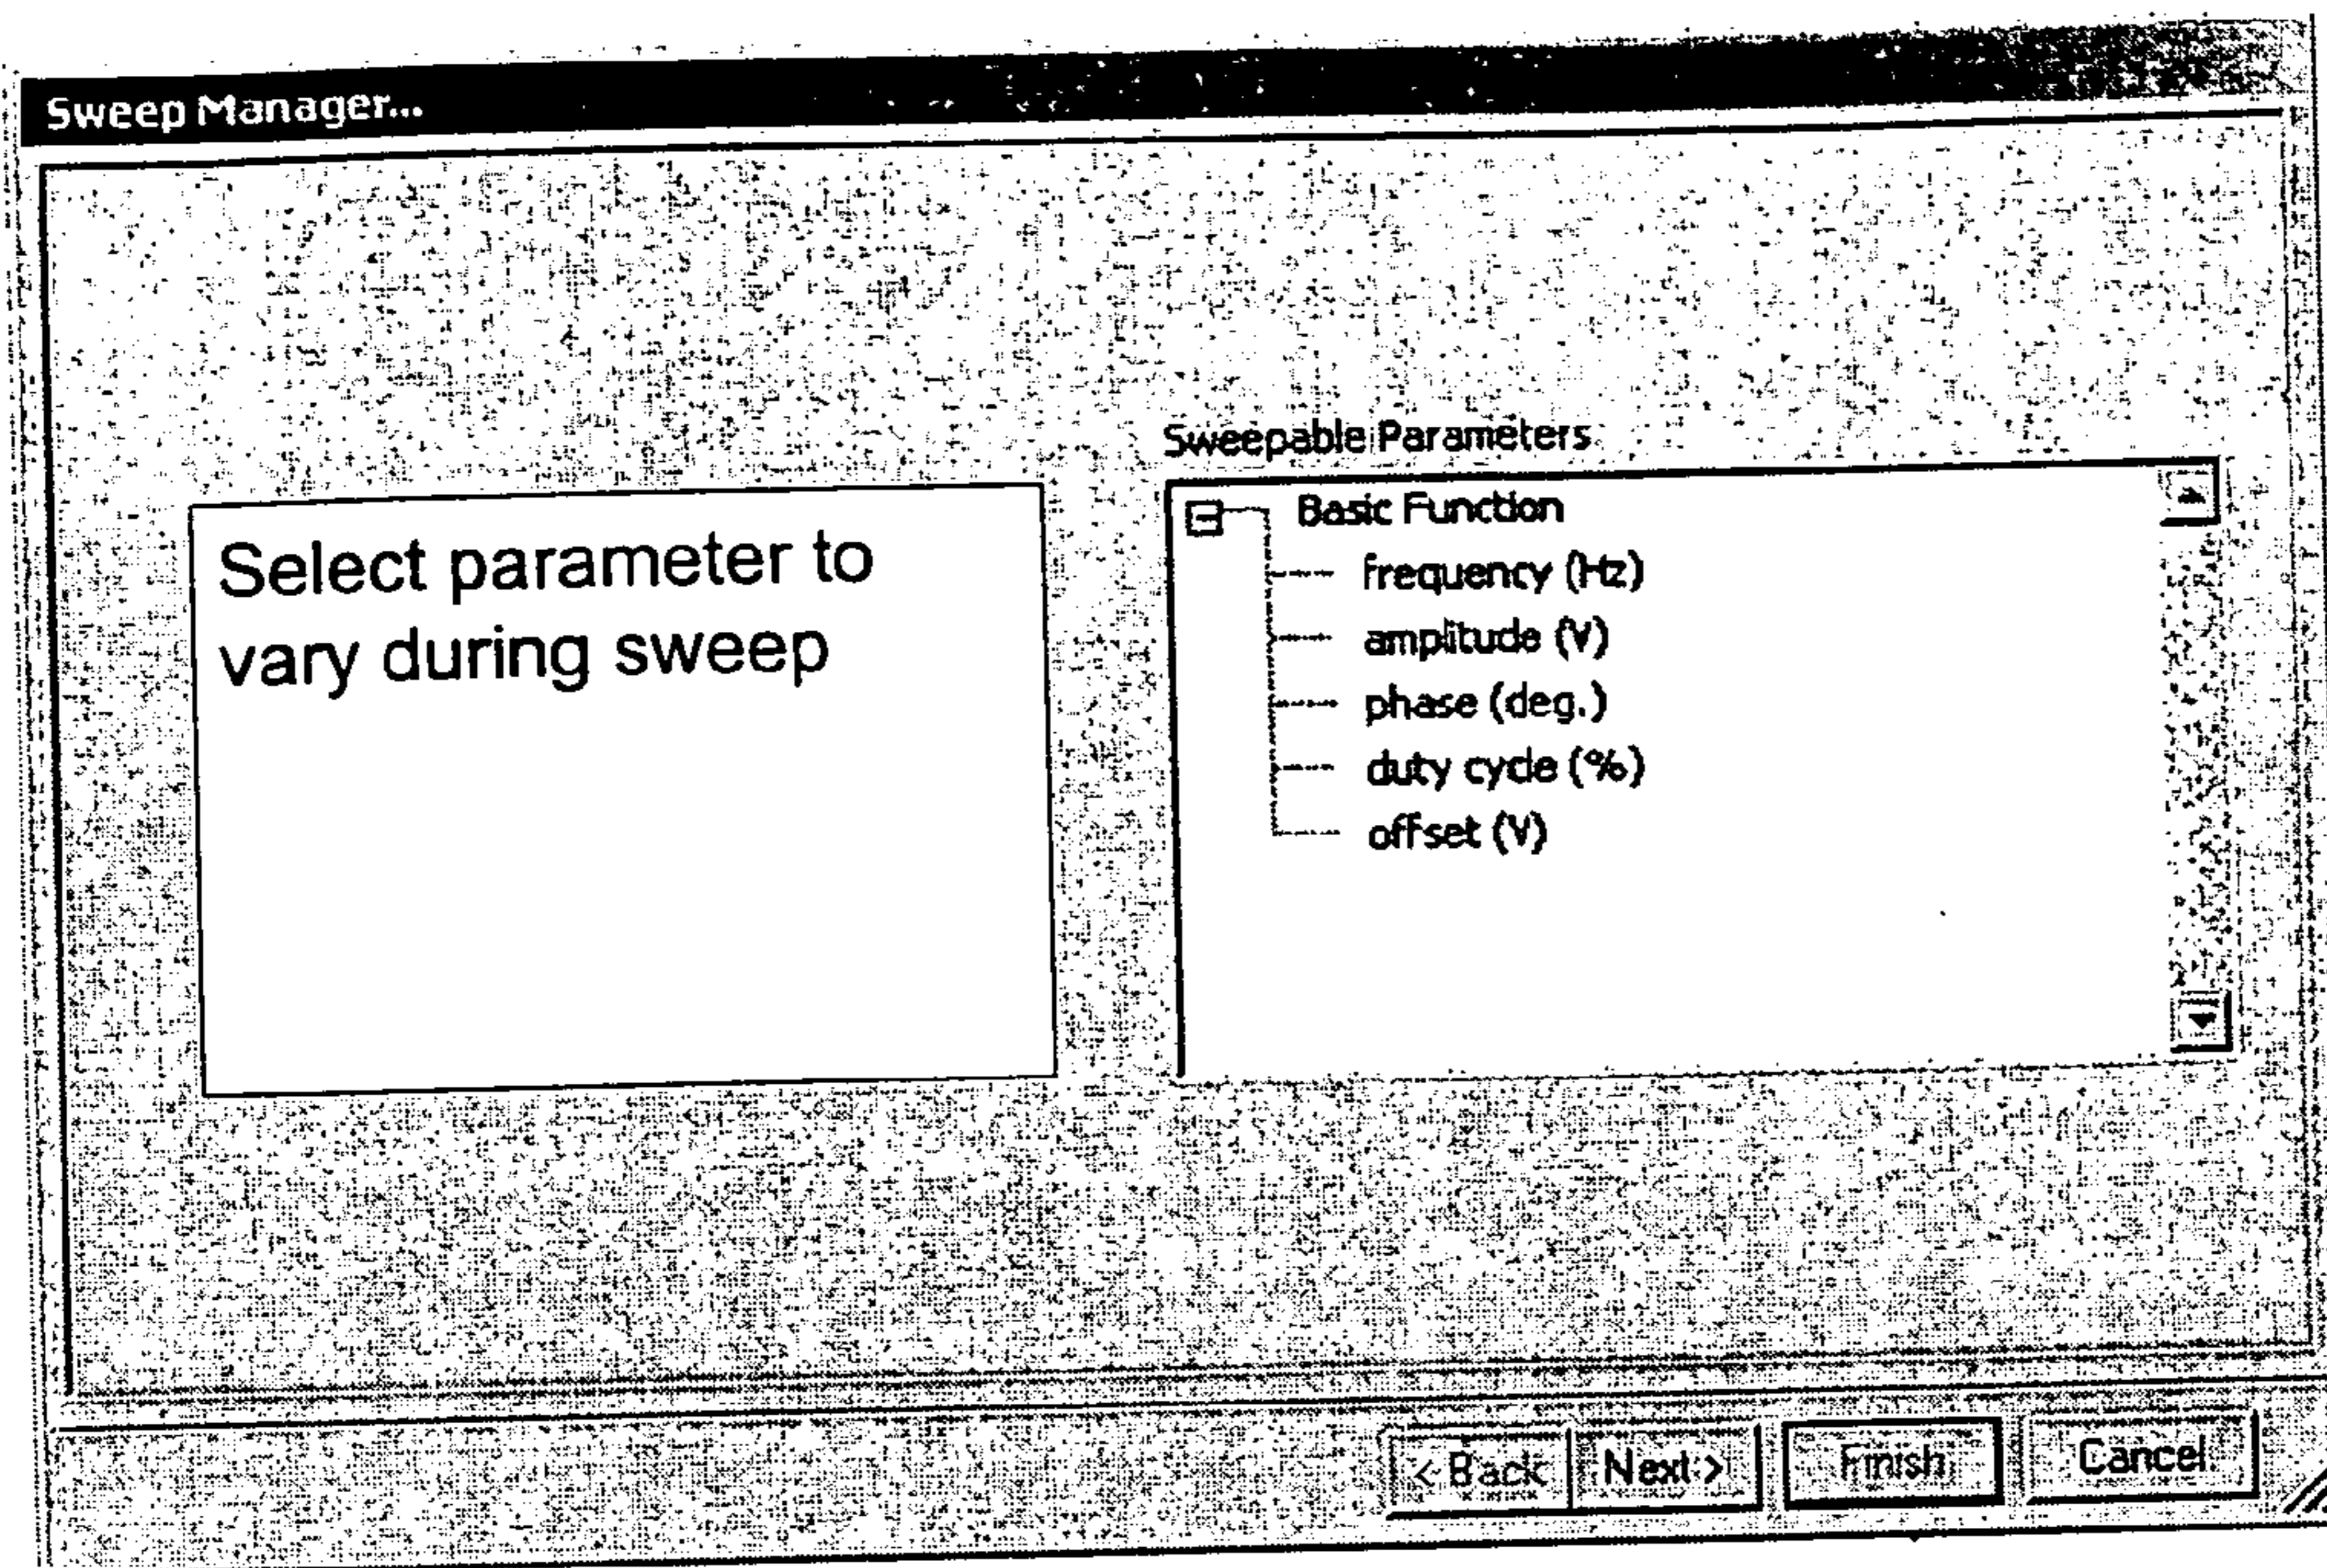 Sweep Manager...
Select parameter to
vary during sweep
Sweepable Parameters
Basic Function
frequency (Hz)
amplitude (V)
phase (deg.)
duty cycle (%)
offset (V)
< Back
Next >
Finish
Cancel